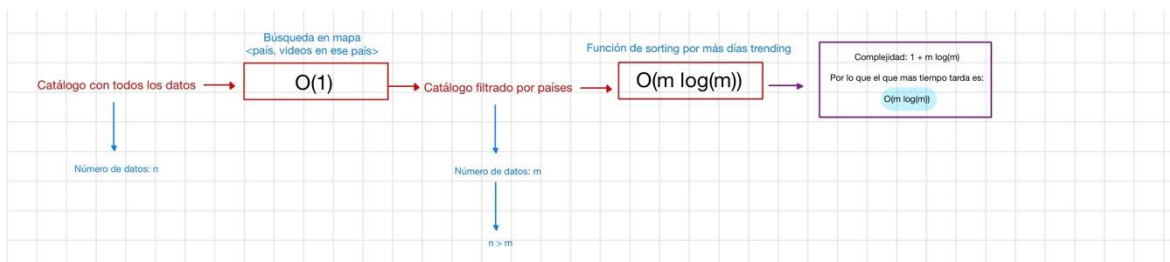 Búsqueda en mapa
<país, videos en ese país>
Función de sorting por más días trending
Catálogo con todos los datos
O(1)
Catálogo filtrado por países
O(m log(m))
Complejidad: 1 + m log(m)
Por lo que el que mas tiempo tarda es:
O(m log(m))
Número de datos: n
Número de datos: m
n > m